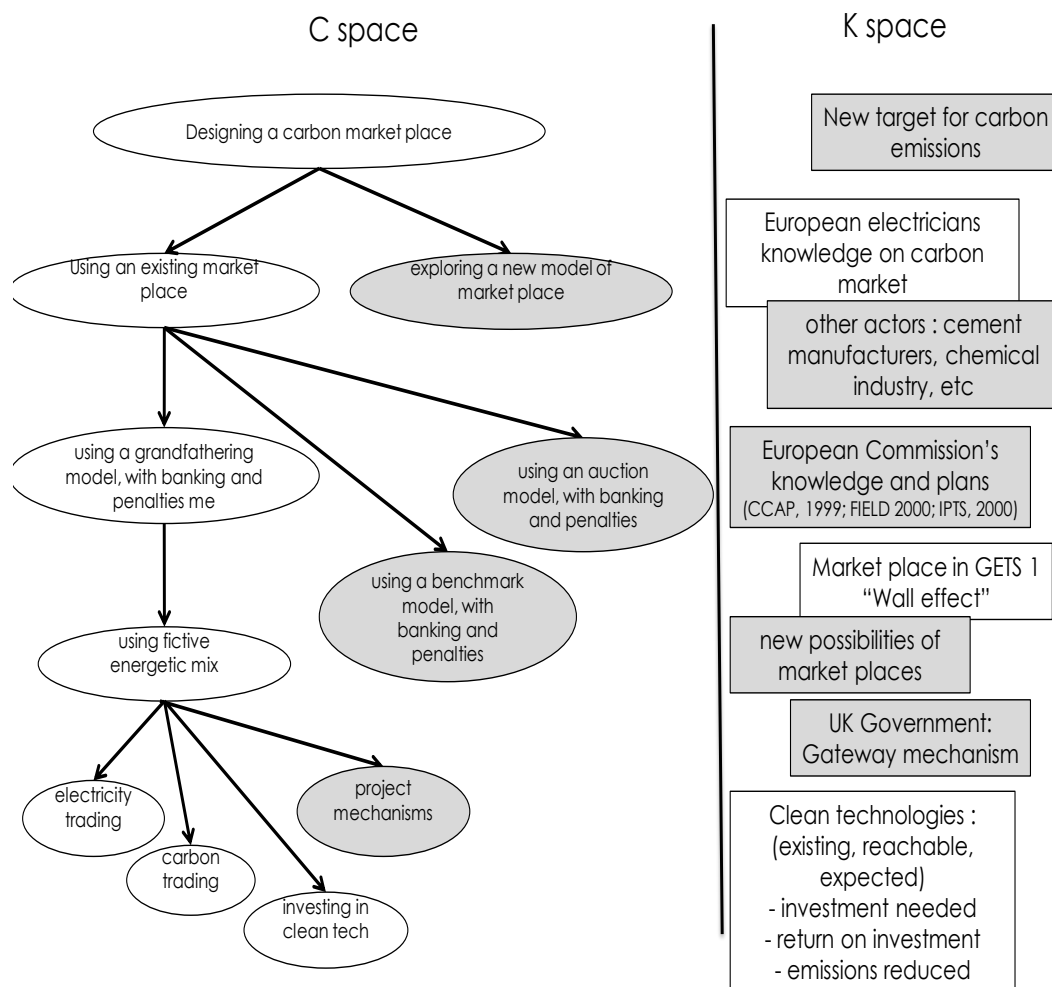 C space
K space
Designing a carbon market place
Using an existing market
place
exploring a new model of
market place
using a grandfathering
model, with banking and
penalties me
using an auction
model, with banking
and penalties
using a benchmark
model, with
banking and
penalties
using fictive
energetic mix
electricity
trading
carbon
trading
investing in
clean tech
project
mechanisms
New target for carbon
emissions
European electricians
knowledge on carbon
market
other actors : cement
manufacturers, chemical
industry, etc
European Commission’s
knowledge and plans
(CCAP, 1999; FIELD 2000; IPTS, 2000)
Market place in GETS 1
“Wall effect”
new possibilities of
market places
UK Government:
Gateway mechanism
Clean technologies :
(existing, reachable,
expected)
- investment needed
- return on investment
- emissions reduced